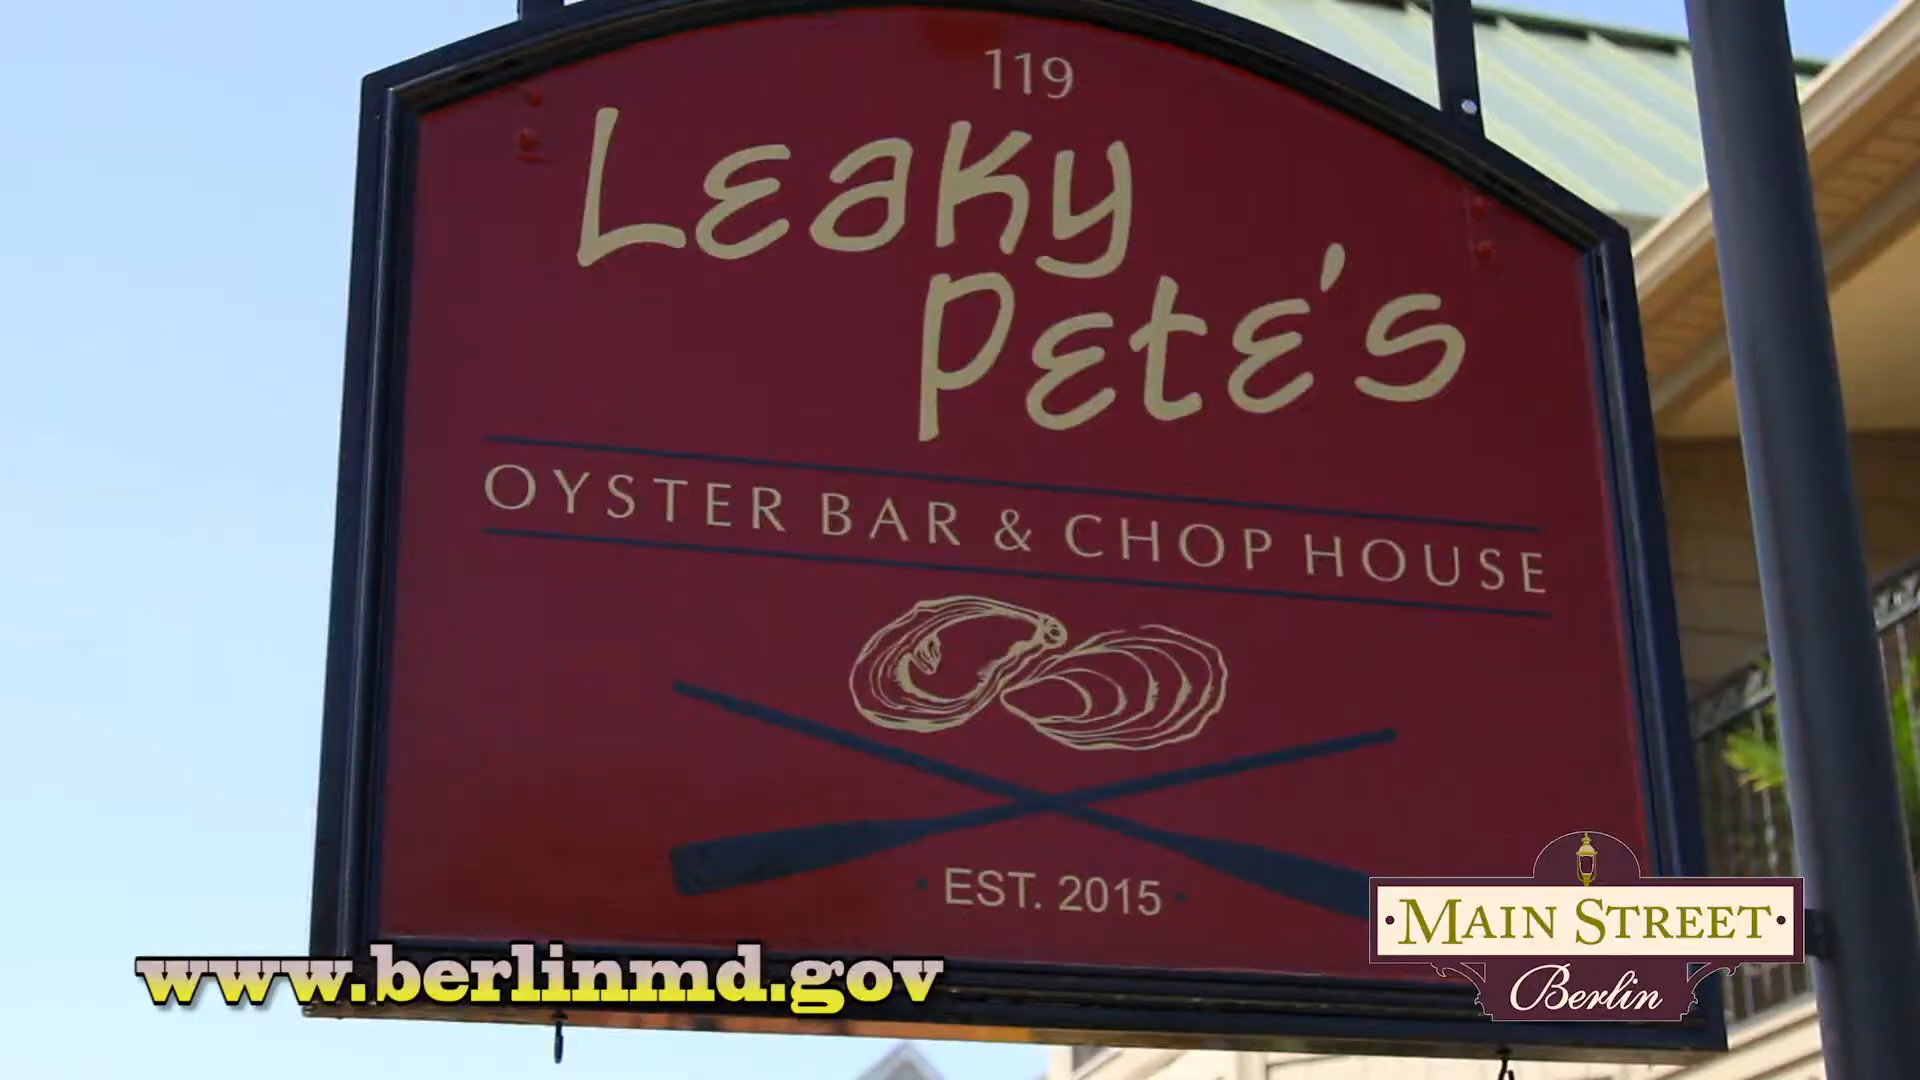 119
Leaky
Pete's
OYSTER BAR & CHOP HOUSE
· EST. 2015 ·
www.berlinmd.gov
· MAIN STREET ·
Berlin